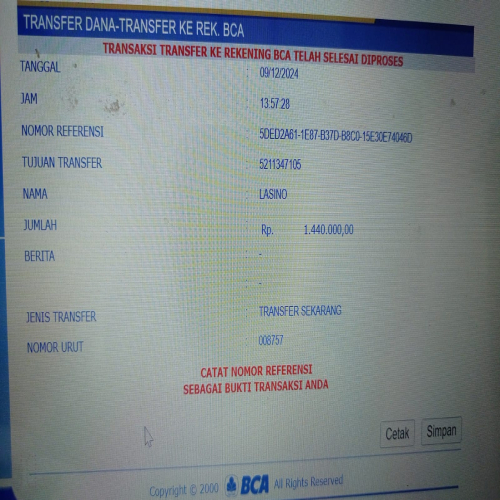 TRANSFER DANA-TRANSFER KE REK. BCA
TRANSAKSI TRANSFER KE REKENING BCA TELAH SELESAI DIPROSES
TANGGAL : 09/12/2024
JAM : 13:57:28
NOMOR REFERENSI : 5DED2A61-1E87-B37D-B8C0-15E30E74046D
TUJUAN TRANSFER : 5211347105
NAMA : LASINO
JUMLAH : Rp. 1.440.000,00
BERITA : -
: -
JENIS TRANSFER : TRANSFER SEKARANG
NOMOR URUT : 008757
CATAT NOMOR REFERENSI
SEBAGAI BUKTI TRANSAKSI ANDA
Cetak Simpan
Copyright © 2000 BCA All Rights Reserved